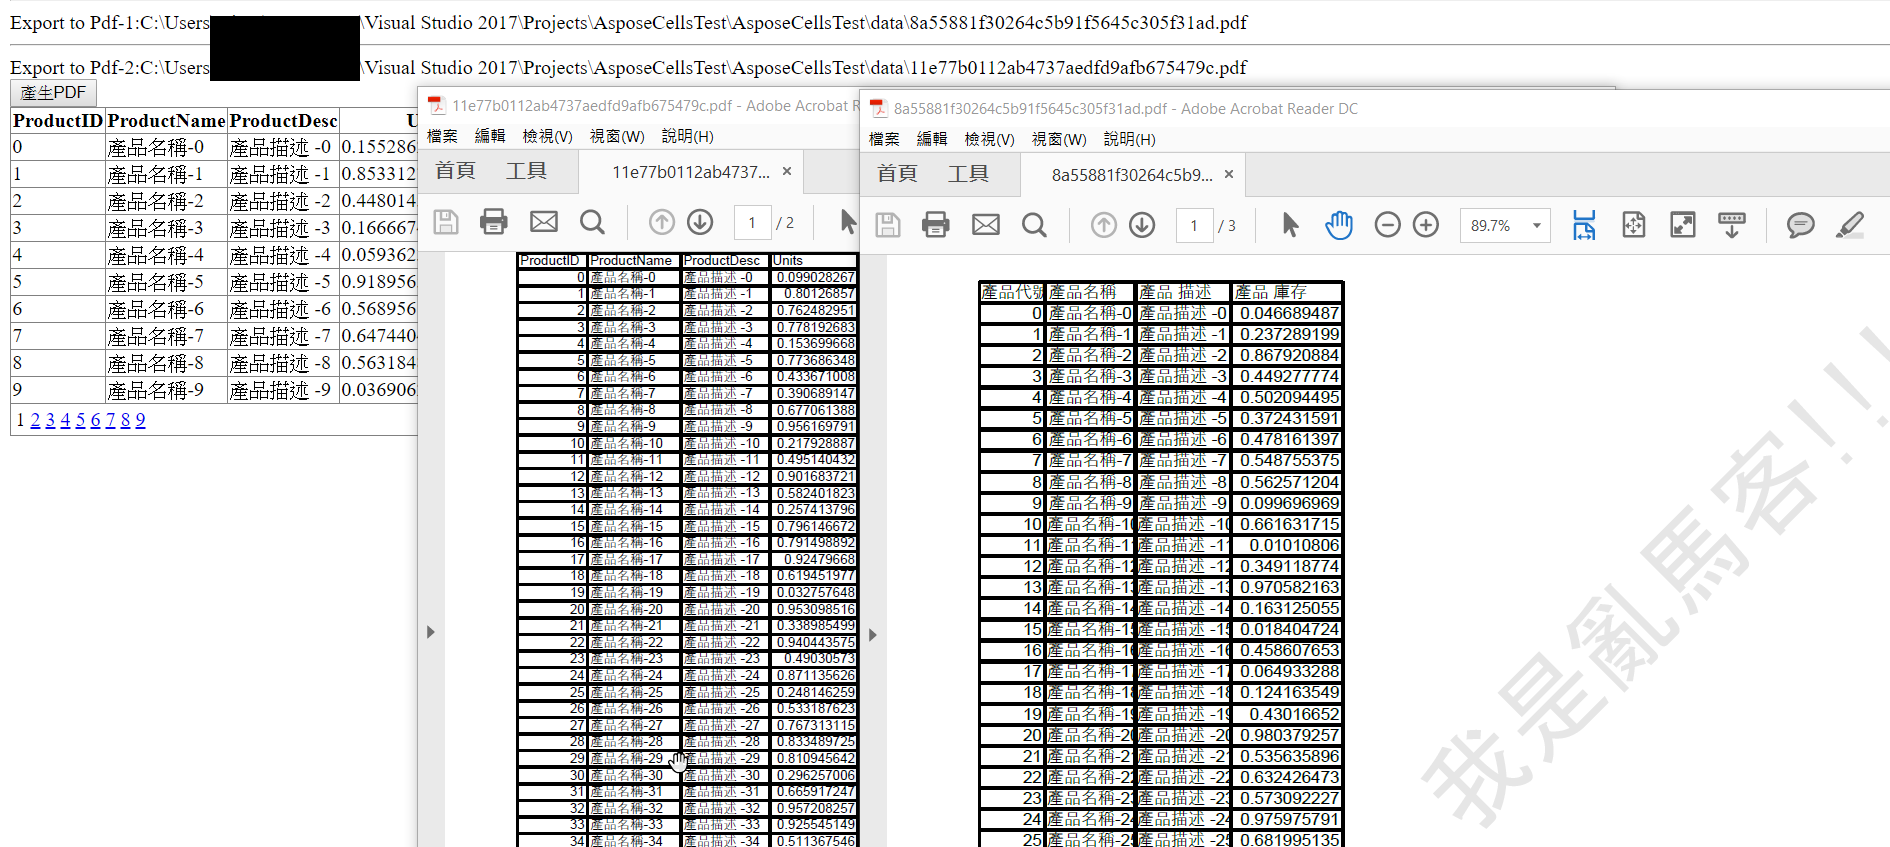 Export to Pdf-1:C:\Users \Visual Studio 2017\Projects\AsposeCellsTest\AsposeCellsTest\data\8a55881f30264c5b91f5645c305f31ad.pdf
Export to Pdf-2:C:\Users \Visual Studio 2017\Projects\AsposeCellsTest\AsposeCellsTest\data\11e77b0112ab4737aedfd9afb675479c.pdf
產生PDF
ProductID ProductName ProductDesc U
0 產品名稱-0 產品描述 -0 0.155286
1 產品名稱-1 產品描述 -1 0.853312
2 產品名稱-2 產品描述 -2 0.448014
3 產品名稱-3 產品描述 -3 0.166667
4 產品名稱-4 產品描述 -4 0.059362
5 產品名稱-5 產品描述 -5 0.918956
6 產品名稱-6 產品描述 -6 0.568956
7 產品名稱-7 產品描述 -7 0.647440
8 產品名稱-8 產品描述 -8 0.563184
9 產品名稱-9 產品描述 -9 0.036906
1 2 3 4 5 6 7 8 9
11e77b0112ab4737aedfd9afb675479c.pdf - Adobe Acrobat R
檔案 編輯 檢視(V) 視窗(W) 說明(H)
首頁 工具 11e77b0112ab4737... ×
1 / 2
ProductID ProductName ProductDesc Units
0 產品名稱-0 產品描述 -0 0.099028267
1 產品名稱-1 產品描述 -1 0.80126857
2 產品名稱-2 產品描述 -2 0.762482951
3 產品名稱-3 產品描述 -3 0.778192683
4 產品名稱-4 產品描述 -4 0.153699668
5 產品名稱-5 產品描述 -5 0.773686348
6 產品名稱-6 產品描述 -6 0.433671008
7 產品名稱-7 產品描述 -7 0.390689147
8 產品名稱-8 產品描述 -8 0.677061388
9 產品名稱-9 產品描述 -9 0.956169791
10 產品名稱-10 產品描述 -10 0.217928887
11 產品名稱-11 產品描述 -11 0.495140432
12 產品名稱-12 產品描述 -12 0.901683721
13 產品名稱-13 產品描述 -13 0.582401823
14 產品名稱-14 產品描述 -14 0.257413796
15 產品名稱-15 產品描述 -15 0.796146672
16 產品名稱-16 產品描述 -16 0.791498892
17 產品名稱-17 產品描述 -17 0.92479668
18 產品名稱-18 產品描述 -18 0.619451977
19 產品名稱-19 產品描述 -19 0.032757648
20 產品名稱-20 產品描述 -20 0.953098516
21 產品名稱-21 產品描述 -21 0.338985499
22 產品名稱-22 產品描述 -22 0.940443575
23 產品名稱-23 產品描述 -23 0.49030573
24 產品名稱-24 產品描述 -24 0.871135626
25 產品名稱-25 產品描述 -25 0.248146259
26 產品名稱-26 產品描述 -26 0.533187623
27 產品名稱-27 產品描述 -27 0.767313115
28 產品名稱-28 產品描述 -28 0.833489725
29 產品名稱-29 產品描述 -29 0.810945642
30 產品名稱-30 產品描述 -30 0.296257006
31 產品名稱-31 產品描述 -31 0.665917247
32 產品名稱-32 產品描述 -32 0.957208257
33 產品名稱-33 產品描述 -33 0.925545149
34 產品名稱-34 產品描述 -34 0.511367546
8a55881f30264c5b91f5645c305f31ad.pdf - Adobe Acrobat Reader DC
檔案 編輯 檢視(V) 視窗(W) 說明(H)
首頁 工具 8a55881f30264c5b9... ×
1 / 3 89.7%
產品代號 產品名稱 產品 描述 產品 庫存
0 產品名稱-0 產品描述 -0 0.046689487
1 產品名稱-1 產品描述 -1 0.237289199
2 產品名稱-2 產品描述 -2 0.867920884
3 產品名稱-3 產品描述 -3 0.449277774
4 產品名稱-4 產品描述 -4 0.502094495
5 產品名稱-5 產品描述 -5 0.372431591
6 產品名稱-6 產品描述 -6 0.478161397
7 產品名稱-7 產品描述 -7 0.548755375
8 產品名稱-8 產品描述 -8 0.562571204
9 產品名稱-9 產品描述 -9 0.099696969
10 產品名稱-10 產品描述 -10 0.661631715
11 產品名稱-11 產品描述 -11 0.01010806
12 產品名稱-12 產品描述 -12 0.349118774
13 產品名稱-13 產品描述 -13 0.970582163
14 產品名稱-14 產品描述 -14 0.163125055
15 產品名稱-15 產品描述 -15 0.018404724
16 產品名稱-16 產品描述 -16 0.458607653
17 產品名稱-17 產品描述 -17 0.064933288
18 產品名稱-18 產品描述 -18 0.124163549
19 產品名稱-19 產品描述 -19 0.43016652
20 產品名稱-20 產品描述 -20 0.980379257
21 產品名稱-21 產品描述 -21 0.535635896
22 產品名稱-22 產品描述 -22 0.632426473
23 產品名稱-23 產品描述 -23 0.573092227
24 產品名稱-24 產品描述 -24 0.975975791
25 產品名稱-25 產品描述 -25 0.681995135
我是亂馬客!!